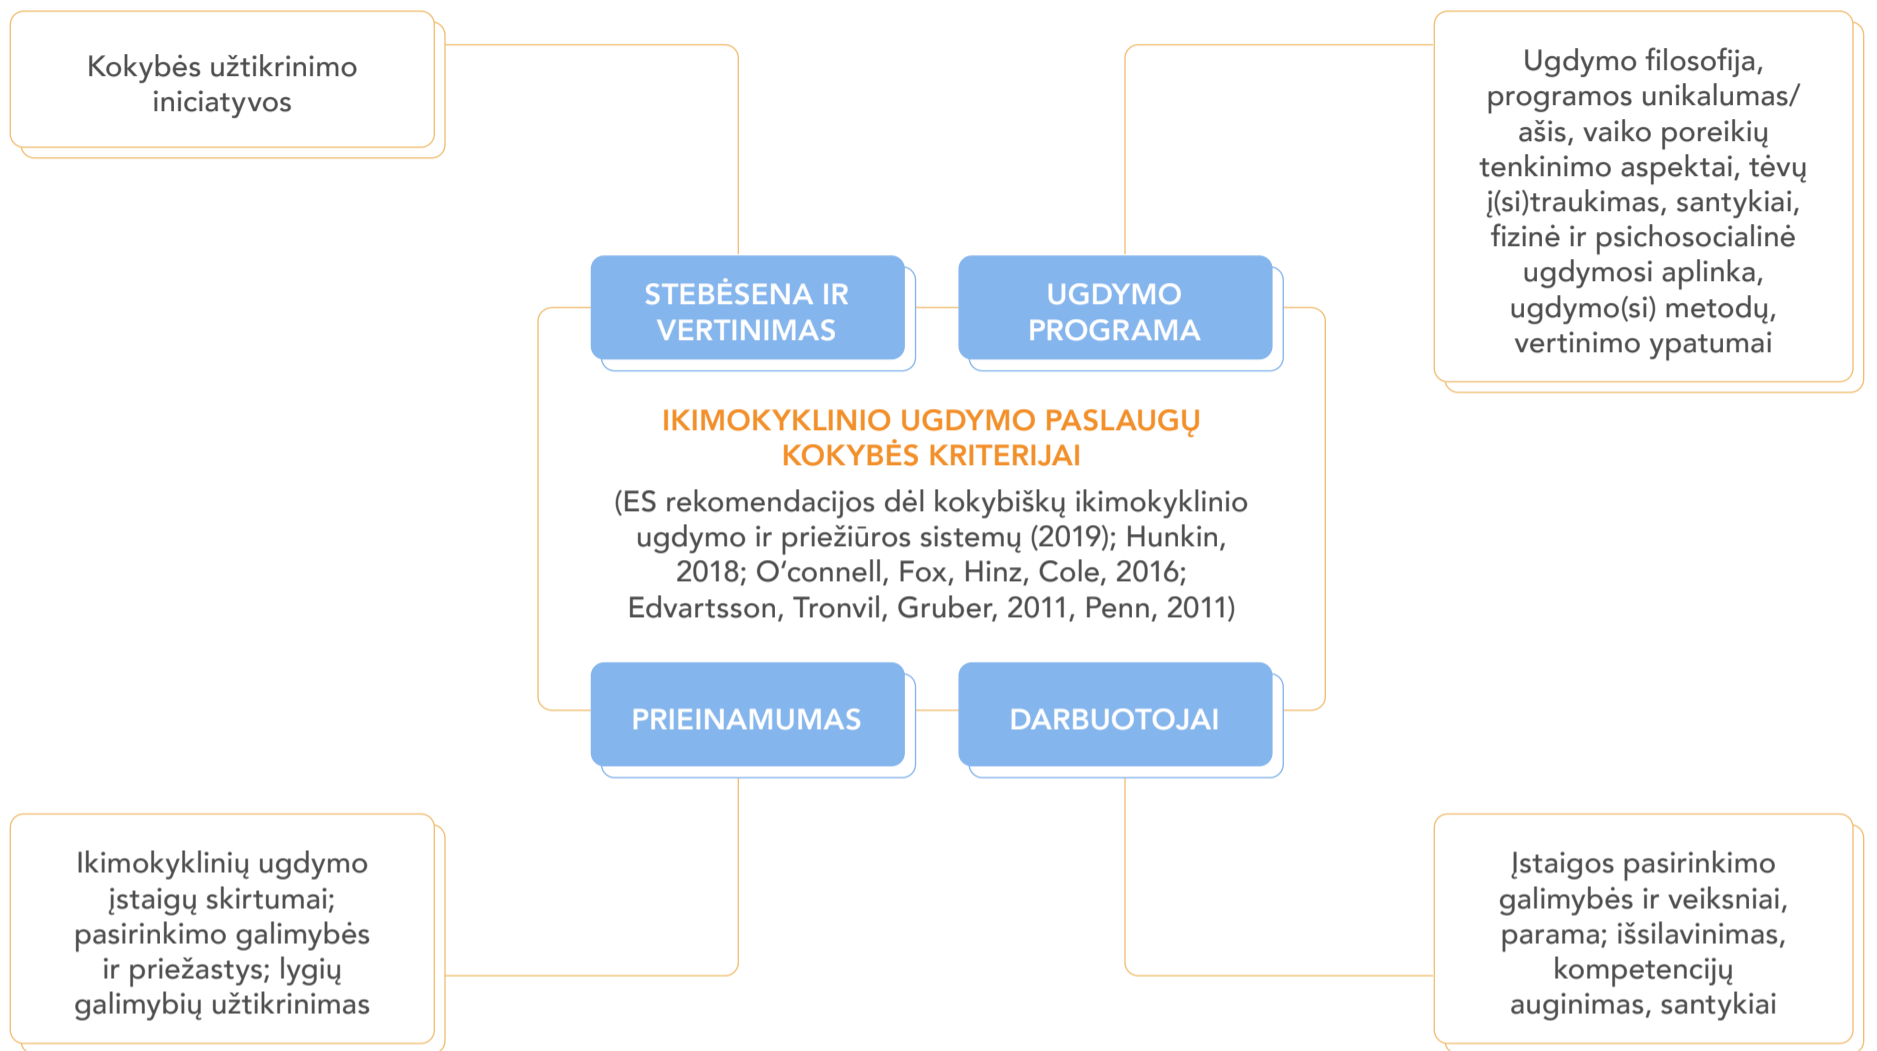 Kokybės užtikrinimo
iniciatyvos
Ugdymo filosofija,
programos unikalumas/
ašis, vaiko poreikių
tenkinimo aspektai, tėvų
į(si)traukimas, santykiai,
fizinė ir psichosocialinė
ugdymosi aplinka,
ugdymo(si) metodų,
vertinimo ypatumai
STEBĖSENA IR
VERTINIMAS
UGDYMO
PROGRAMA
IKIMOKYKLINIO UGDYMO PASLAUGŲ
KOKYBĖS KRITERIJAI
(ES rekomendacijos dėl kokybiškų ikimokyklinio
ugdymo ir priežiūros sistemų (2019); Hunkin,
2018; O‘connell, Fox, Hinz, Cole, 2016;
Edvartsson, Tronvil, Gruber, 2011, Penn, 2011)
PRIEINAMUMAS
DARBUOTOJAI
Ikimokyklinių ugdymo
įstaigų skirtumai;
pasirinkimo galimybės
ir priežastys; lygių
galimybių užtikrinimas
Įstaigos pasirinkimo
galimybės ir veiksniai,
parama; išsilavinimas,
kompetencijų
auginimas, santykiai